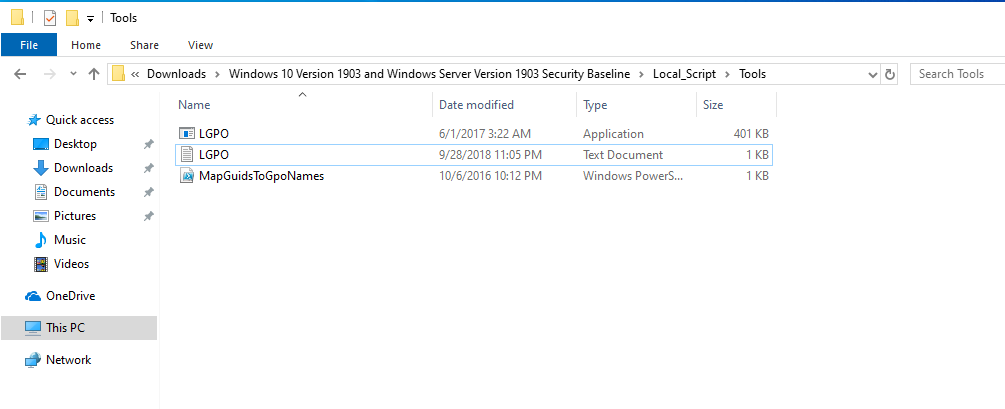 Tools
File Home Share View
« Downloads > Windows 10 Version 1903 and Windows Server Version 1903 Security Baseline > Local_Script > Tools Search Tools
Name Date modified Type Size
Quick access
Desktop
Downloads
Documents
Pictures
Music
Videos
OneDrive
This PC
Network
LGPO 6/1/2017 3:22 AM Application 401 KB
LGPO 9/28/2018 11:05 PM Text Document 1 KB
MapGuidsToGpoNames 10/6/2016 10:12 PM Windows PowerS... 1 KB